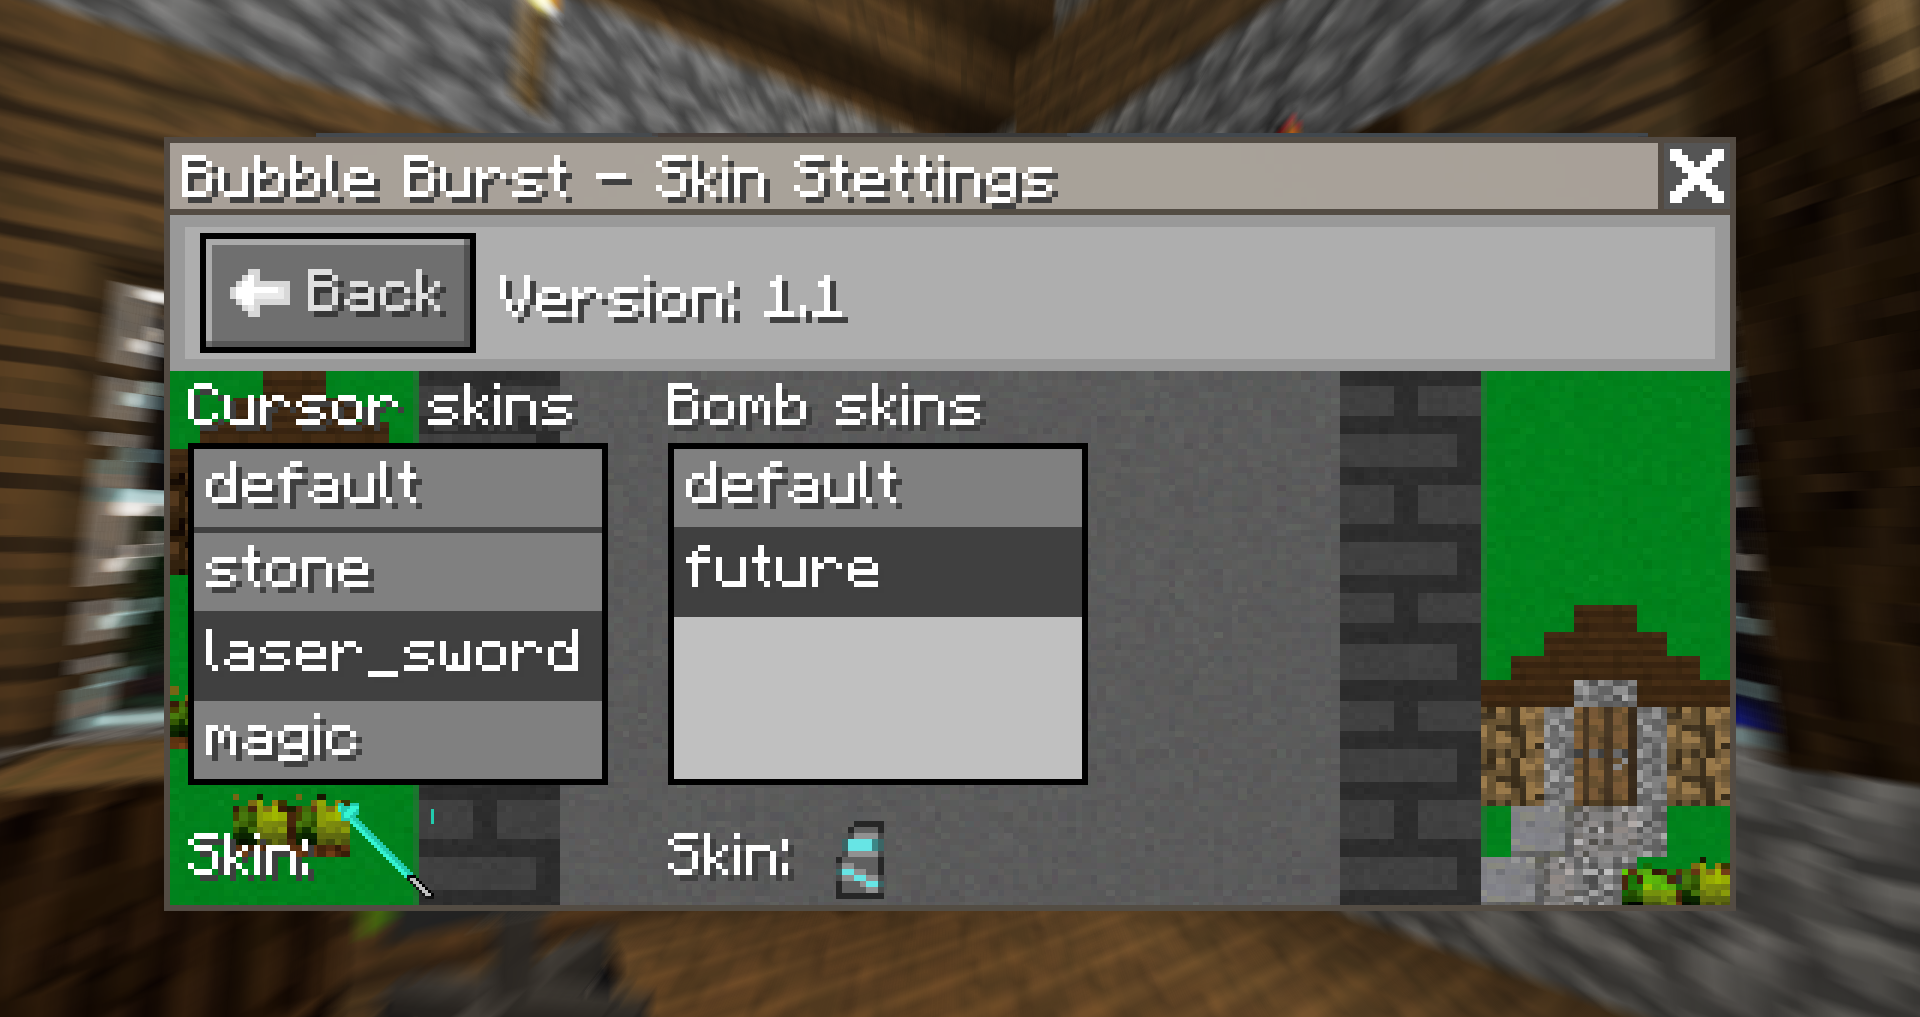 Bubble Burst - Skin Stettings
Back
Version: 1.1
Cursor skins
default
stone
laser_sword
magic
Skin:
Bomb skins
default
future
Skin: